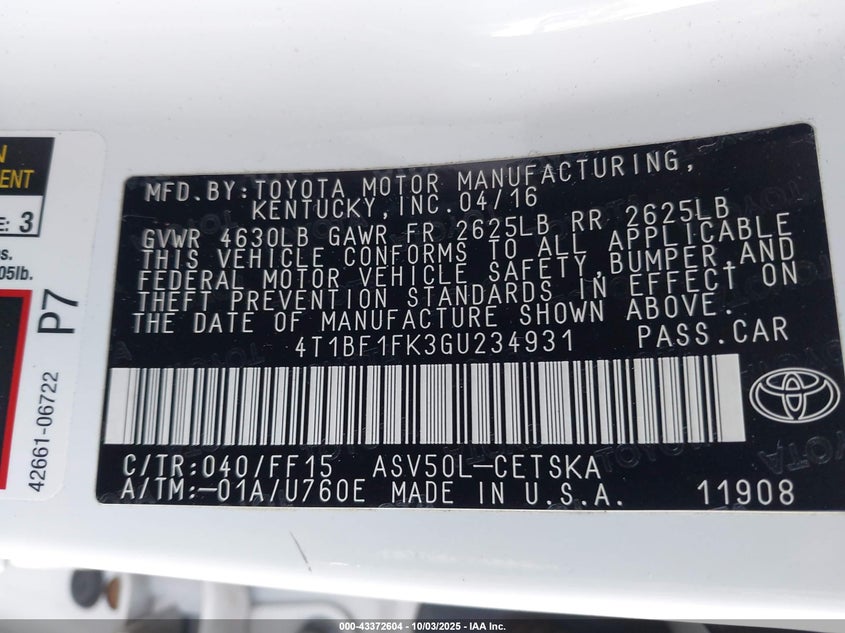 MFD.BY:TOYOTA MOTOR MANUFACTURING,
KENTUCKY,INC.04/16
GVWR 4630LB GAWR FR 2625LB RR 2625LB
THIS VEHICLE CONFORMS TO ALL APPLICABLE
FEDERAL MOTOR VEHICLE SAFETY,BUMPER,AND
THEFT PREVENTION STANDARDS IN EFFECT ON
THE DATE OF MANUFACTURE SHOWN ABOVE.
4T1BF1FK3GU234931 PASS.CAR
C/TR:040/FF15 ASV50L-CETSKA
A/TM:-01A/U760E MADE IN U.S.A. 11908
TOYOTA
3
05lb.
P7
42661-06722
000-43372604 - 10/03/2025 - IAA Inc.